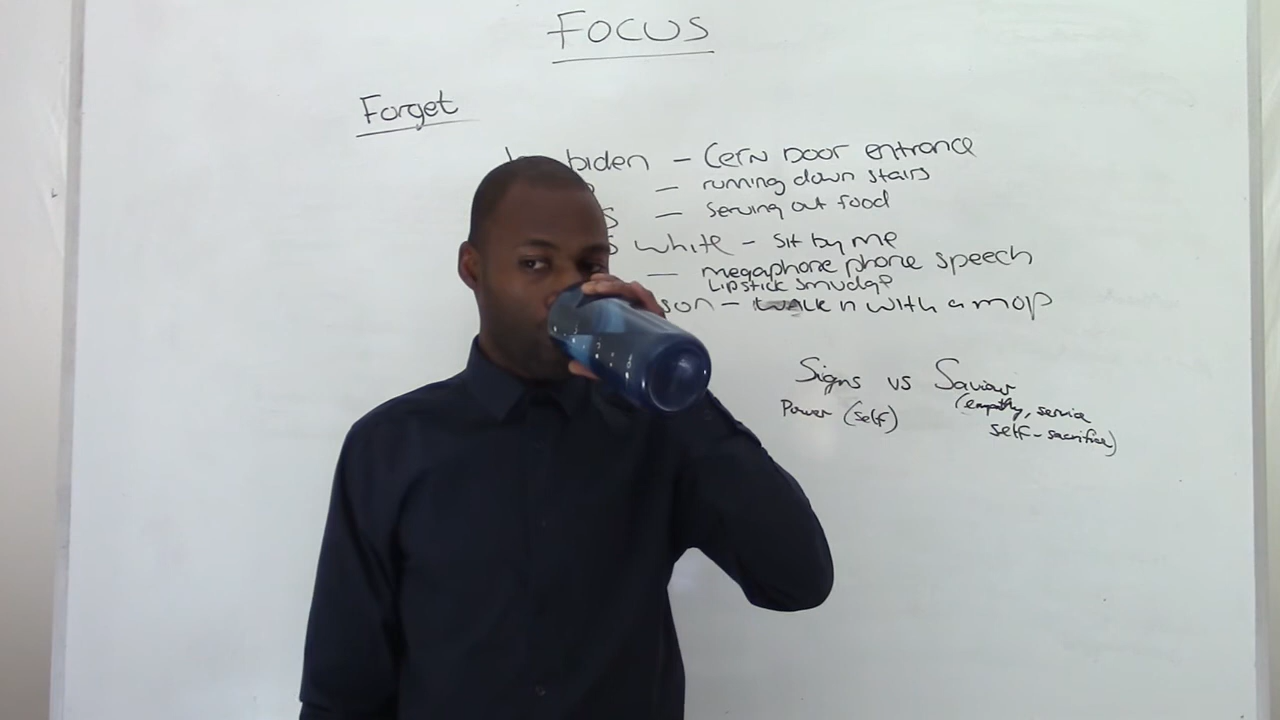 FOCUS
Forget
biden - Cern Door entrance
- running down stairs
S - Serving out food
S white - sit by me
- megaphone phone speech
Lipstick smudge
son - walk n with a mop
Signs vs Saviour
Power (self) (empathy, service
self-sacrifice)